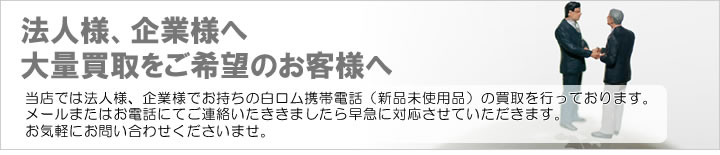 法人様、企業様へ
大量買取をご希望のお客様へ
当店では法人様、企業様でお持ちの白ロム携帯電話（新品未使用品）の買取を行っております。
メールまたはお電話にてご連絡いたききましたら早急に対応させていただきます。
お気軽にお問い合わせくださいませ。